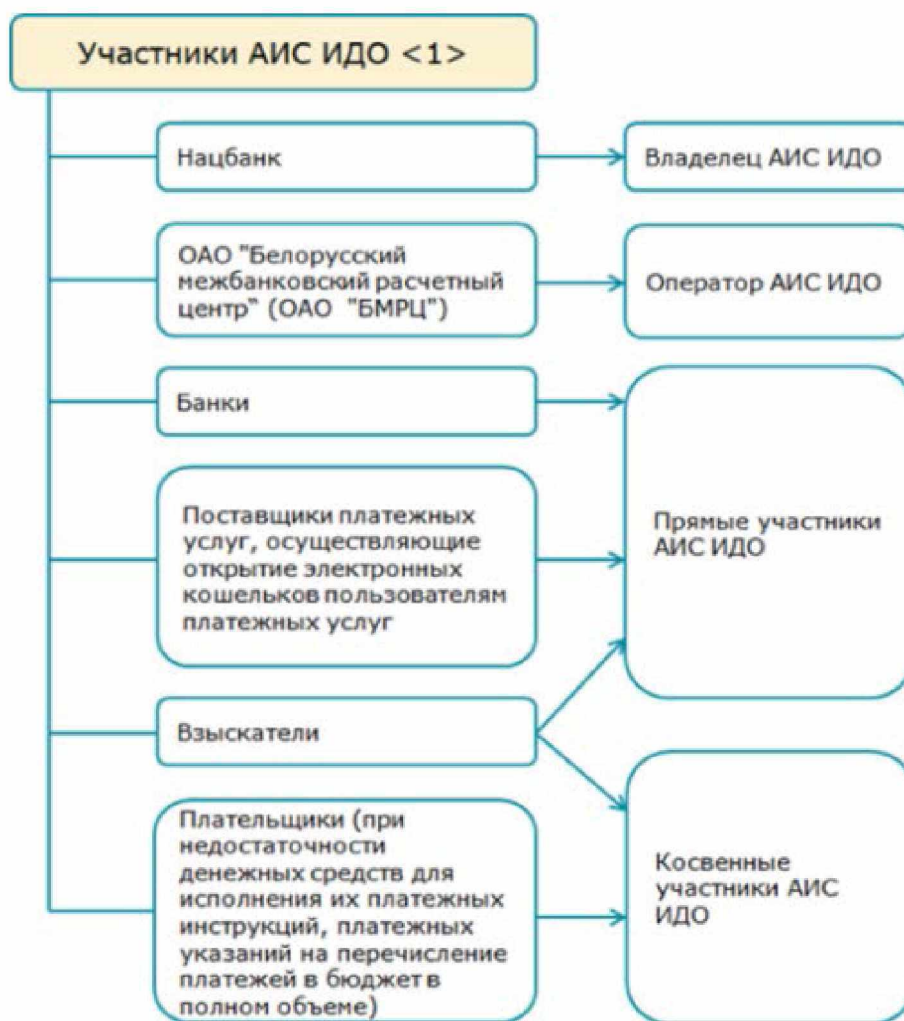 Участники АИС ИДО <1>
Нацбанк
Владелец АИС ИДО
ОАО "Белорусский
межбанковский расчетный
центр" (ОАО "БМРЦ")
Оператор АИС ИДО
Банки
Поставщики платежных
услуг, осуществляющие
открытие электронных
кошельков пользователям
платежных услуг
Прямые участники
АИС ИДО
Взыскатели
Плательщики (при
недостаточности
денежных средств для
исполнения их платежных
инструкций, платежных
указаний на перечисление
платежей в бюджет в
полном объеме)
Косвенные
участники АИС
ИДО